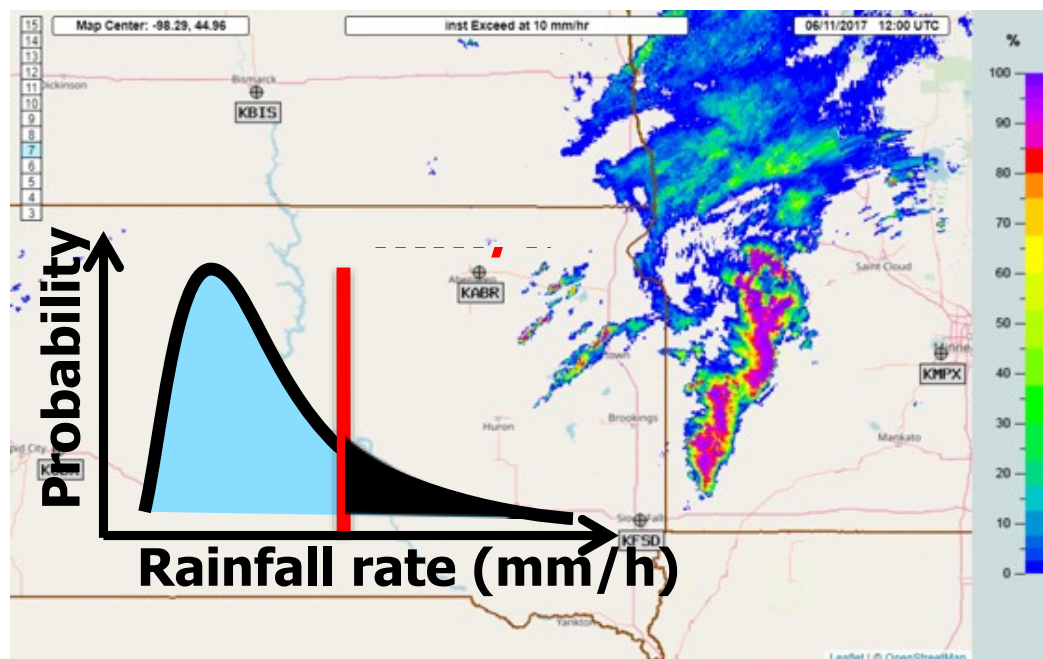 15
14
13
12
11
10
9
8
7
6
5
4
3
Map Center: -98.29, 44.96
inst Exceed at 10 mm/hr
06/11/2017 12:00 UTC
%
100
90
80
70
60
50
40
30
20
10
0
Dickinson
Bismarck
KBIS
KABR
Saint Cloud
KMPX
Brookings
Huron
Mankato
pid City
KFSD
Yankton
Probability
Rainfall rate (mm/h)
Leaflet | © OpenStreetMap